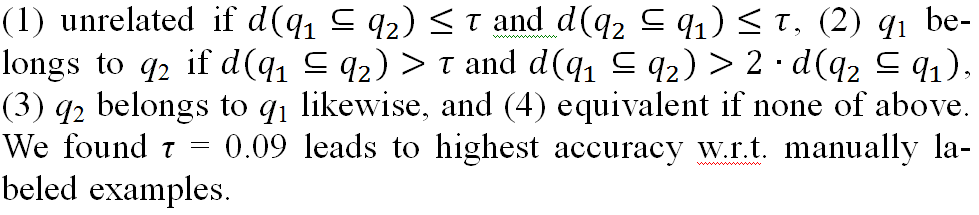 (1) unrelated if d(q₁ ⊆ q₂) ≤ τ and d(q₂ ⊆ q₁) ≤ τ, (2) q₁ be-
longs to q₂ if d(q₁ ⊆ q₂) > τ and d(q₁ ⊆ q₂) > 2 · d(q₂ ⊆ q₁),
(3) q₂ belongs to q₁ likewise, and (4) equivalent if none of above.
We found τ = 0.09 leads to highest accuracy w.r.t. manually la-
beled examples.